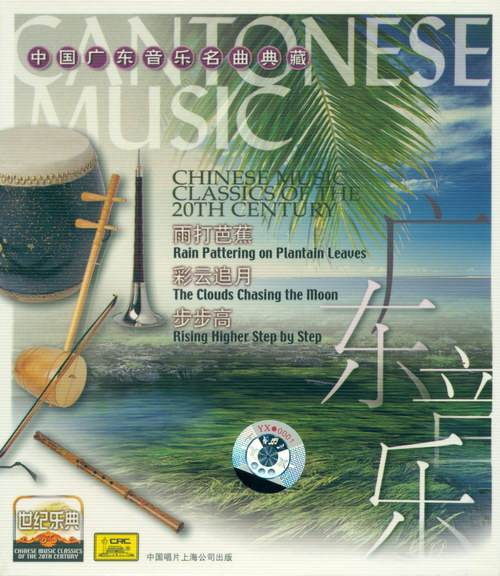 CANTONESE
中国广东音乐名曲典藏
MUSIC
CHINESE MUSIC
CLASSICS OF THE
20TH CENTURY
雨打芭蕉
Rain Pattering on Plantain Leaves
彩云追月
The Clouds Chasing the Moon
步步高
Rising Higher Step by Step
广东音乐
YX●0001
世纪乐典
CHINESE MUSIC CLASSICS
OF THE 20TH CENTURY
CRC
中国唱片上海公司出版